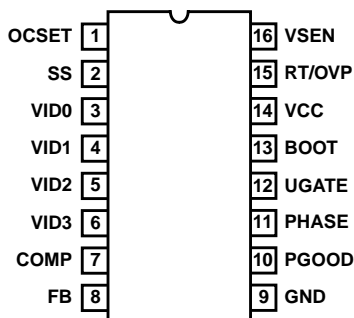 OCSET 1 16 VSEN
SS 2 15 RT/OVP
VID0 3 14 VCC
VID1 4 13 BOOT
VID2 5 12 UGATE
VID3 6 11 PHASE
COMP 7 10 PGOOD
FB 8 9 GND